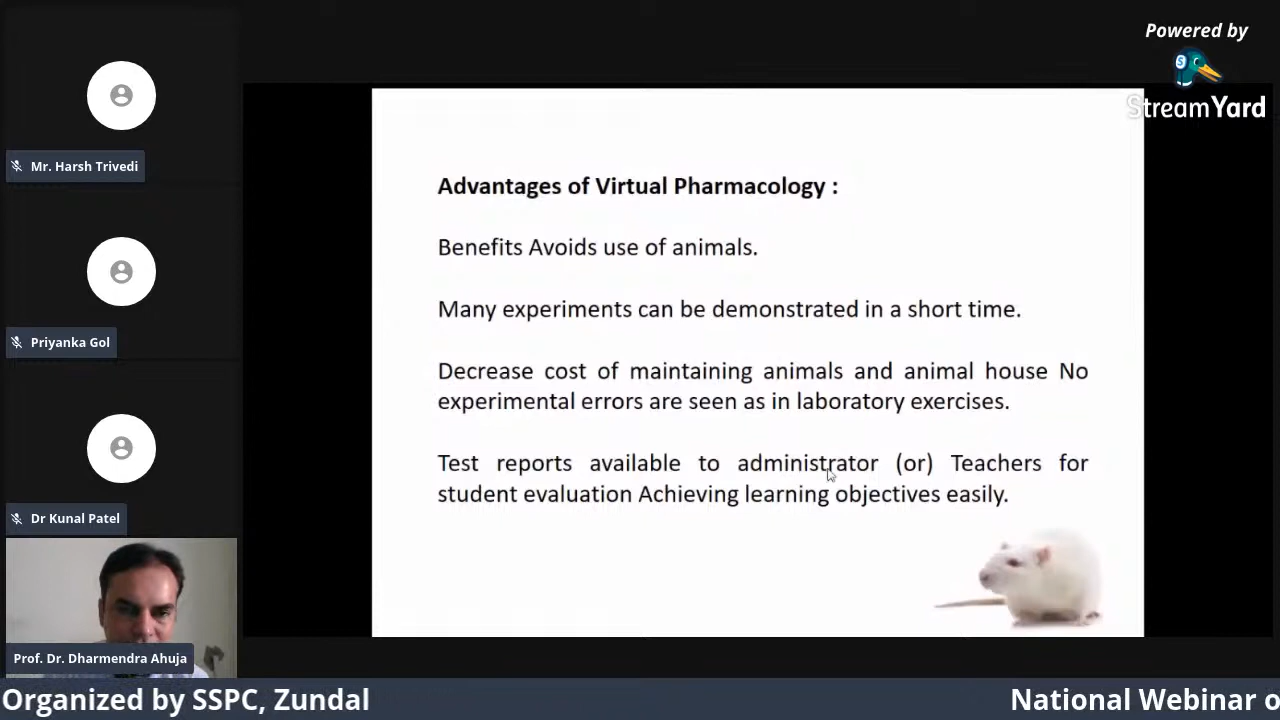 Powered by
StreamYard
Mr. Harsh Trivedi
Priyanka Gol
Dr Kunal Patel
Prof. Dr. Dharmendra Ahuja
Advantages of Virtual Pharmacology :
Benefits Avoids use of animals.
Many experiments can be demonstrated in a short time.
Decrease cost of maintaining animals and animal house No
experimental errors are seen as in laboratory exercises.
Test reports available to administrator (or) Teachers for
student evaluation Achieving learning objectives easily.
Organized by SSPC, Zundal
National Webinar o